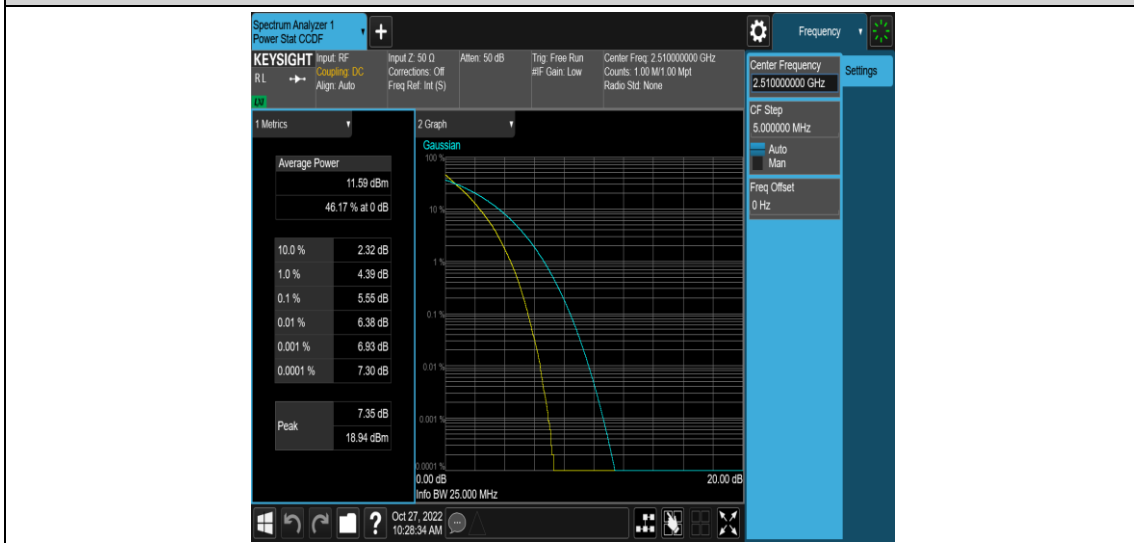 Spectrum Analyzer 1
Power Stat CCDF
+
Frequency
KEYSIGHT
RL
LXI
Input: RF
Coupling: DC
Align: Auto
Input Z: 50 Ω
Corrections: Off
Freq Ref: Int (S)
Atten: 50 dB
Trig: Free Run
#IF Gain: Low
Center Freq: 2.510000000 GHz
Counts: 1.00 M/1.00 Mpt
Radio Std: None
Center Frequency
2.510000000 GHz
Settings
CF Step
5.000000 MHz
Auto
Man
Freq Offset
0 Hz
1 Metrics
Average Power
11.59 dBm
46.17 % at 0 dB
10.0 % 2.32 dB
1.0 % 4.39 dB
0.1 % 5.55 dB
0.01 % 6.38 dB
0.001 % 6.93 dB
0.0001 % 7.30 dB
Peak 7.35 dB
18.94 dBm
2 Graph
Gaussian
100 %
10 %
1 %
0.1 %
0.01 %
0.001 %
0.0001 %
0.00 dB 20.00 dB
Info BW 25.000 MHz
?
Oct 27, 2022
10:28:34 AM